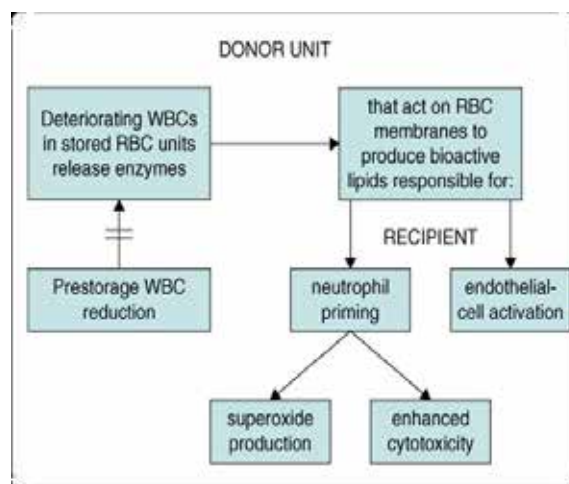 DONOR UNIT
Deteriorating WBCs
in stored RBC units
release enzymes
that act on RBC
membranes to
produce bioactive
lipids responsible for:
RECIPIENT
Prestorage WBC
reduction
neutrophil
priming
endothelial-
cell activation
superoxide
production
enhanced
cytotoxicity